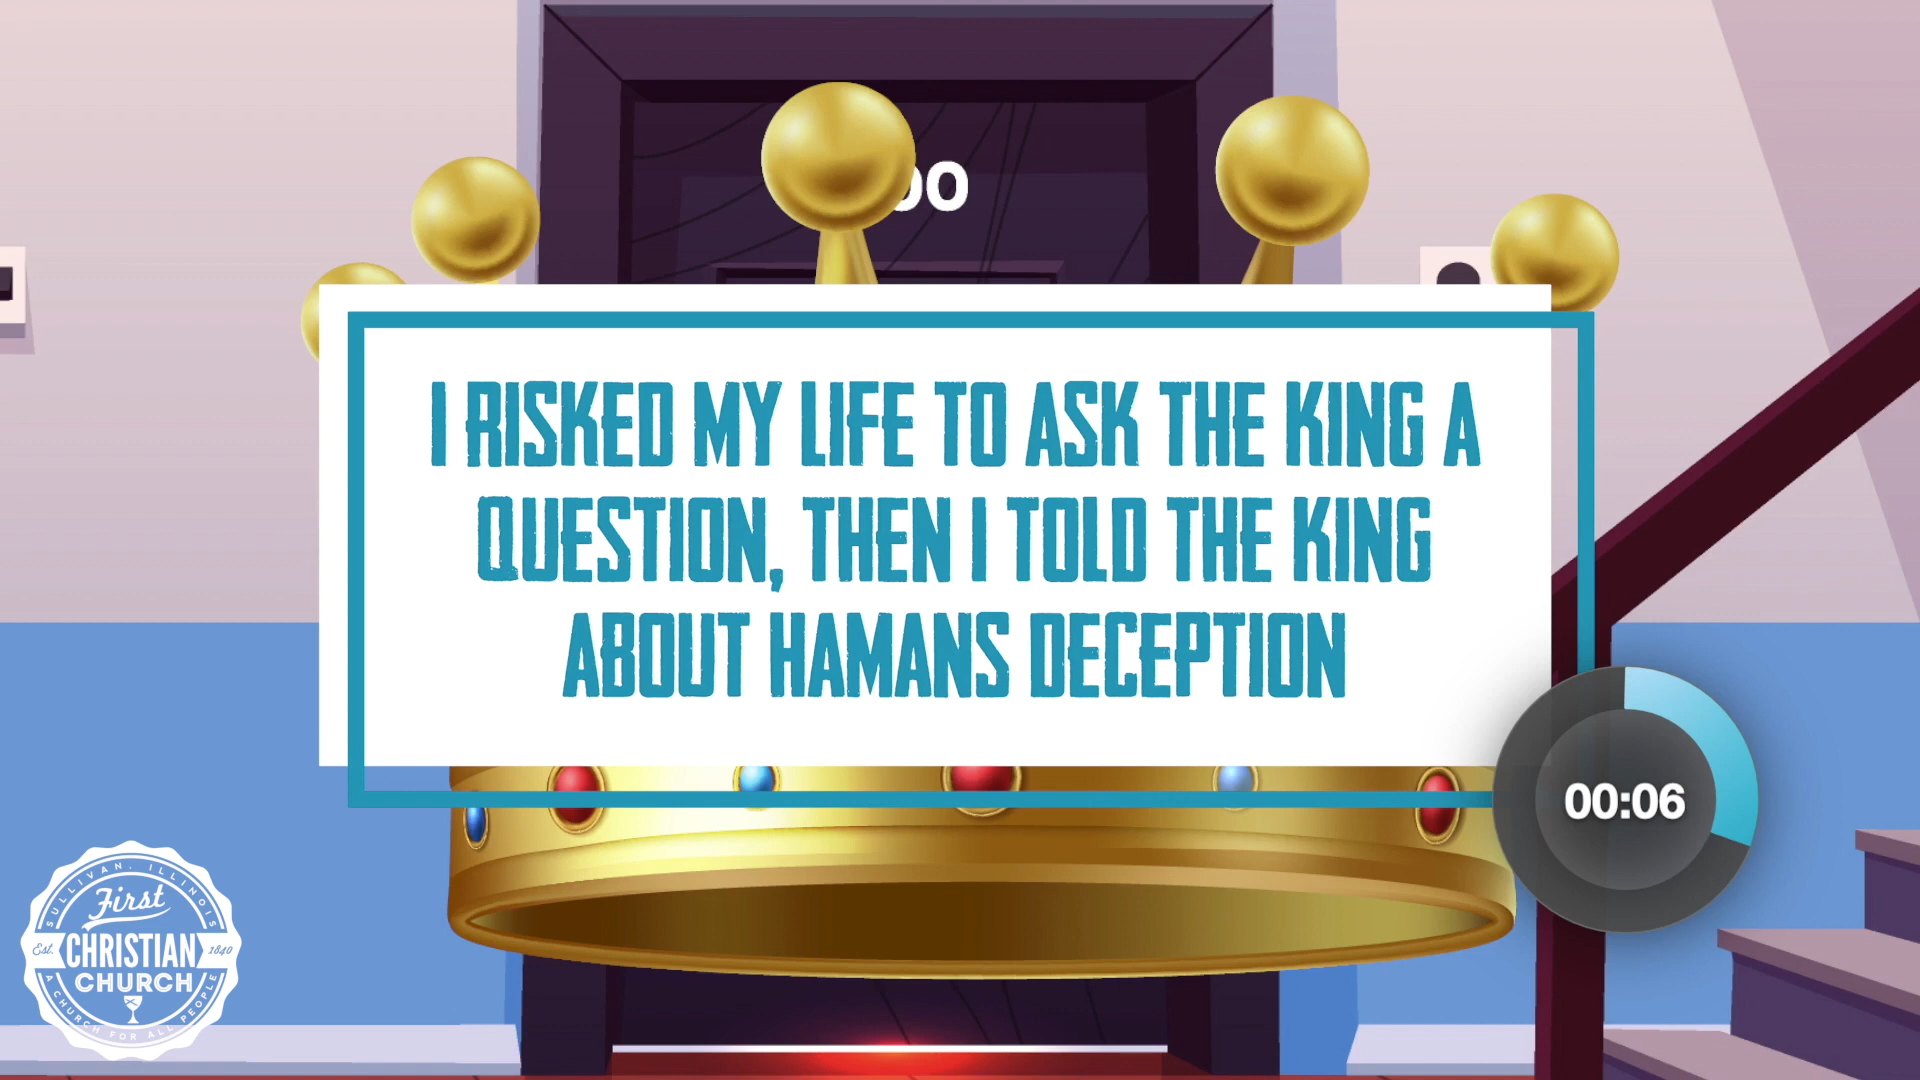 00
I RISKED MY LIFE TO ASK THE KING A
QUESTION, THEN I TOLD THE KING
ABOUT HAMANS DECEPTION
00:06
SULLIVAN, ILLINOIS
First
Est. CHRISTIAN 1840
CHURCH
A CHURCH FOR ALL PEOPLE